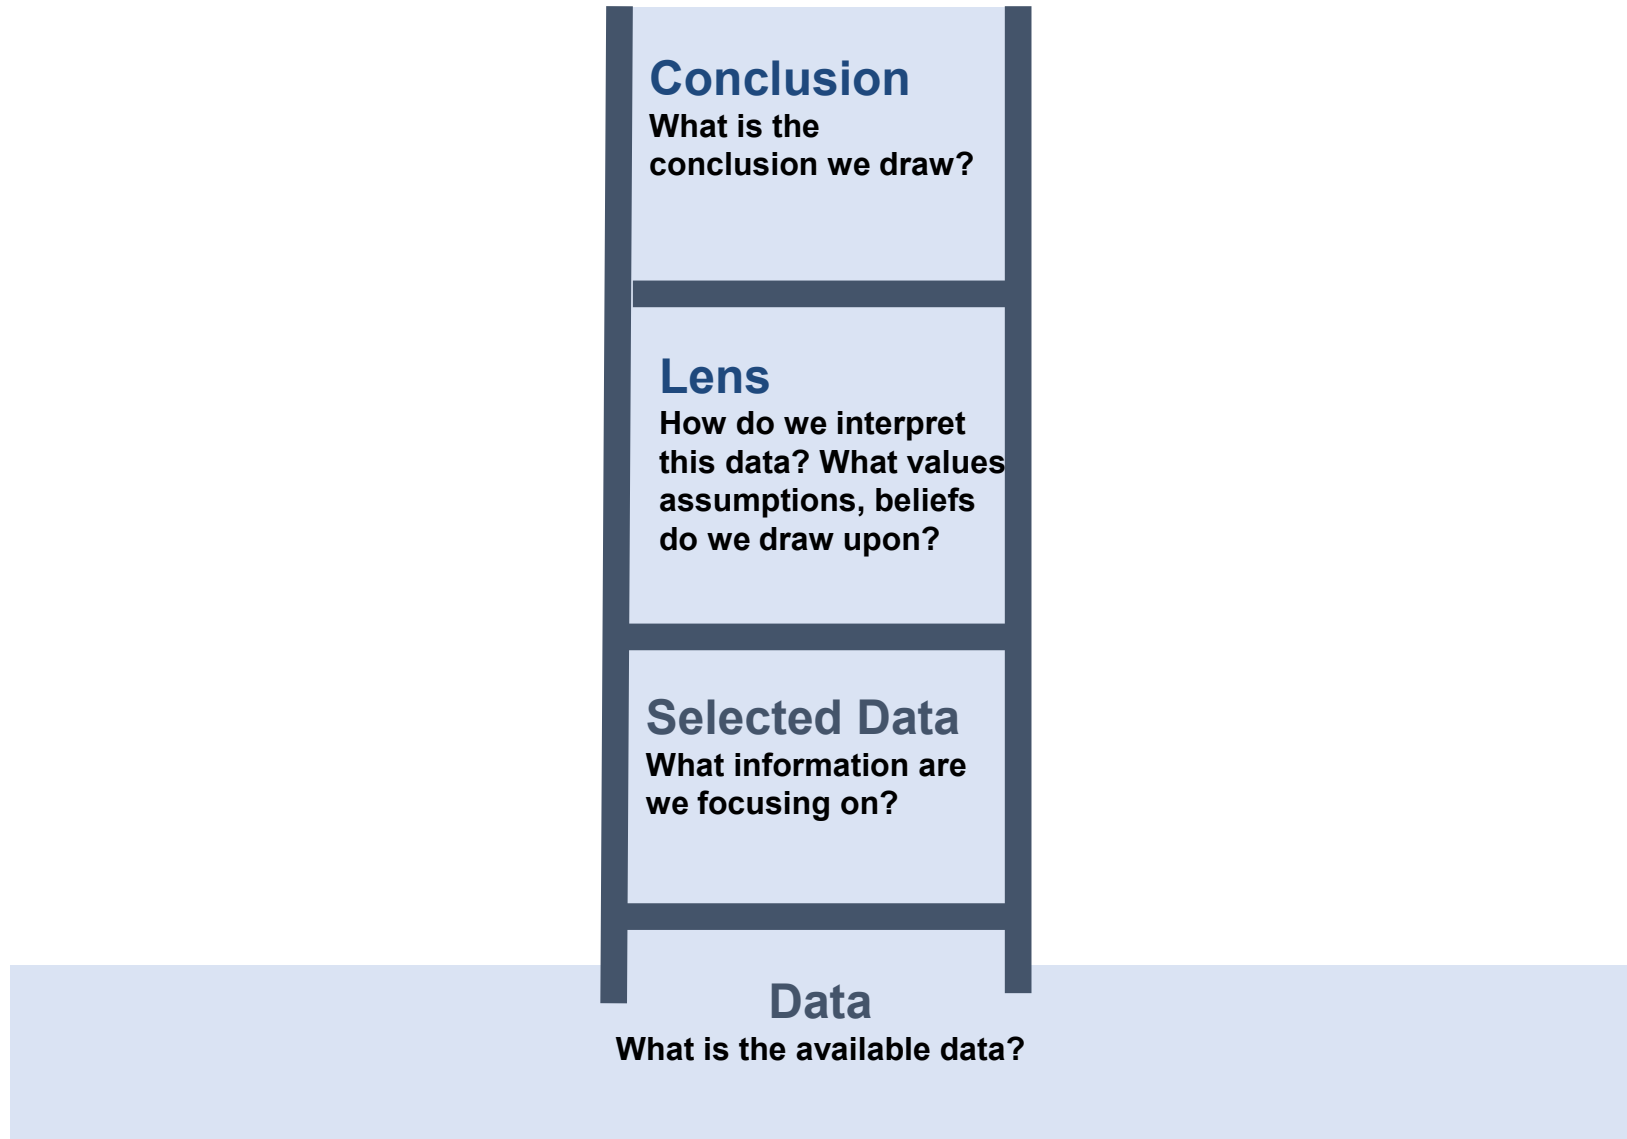 Conclusion
What is the
conclusion we draw?
Lens
How do we interpret
this data? What values
assumptions, beliefs
do we draw upon?
Selected Data
What information are
we focusing on?
Data
What is the available data?